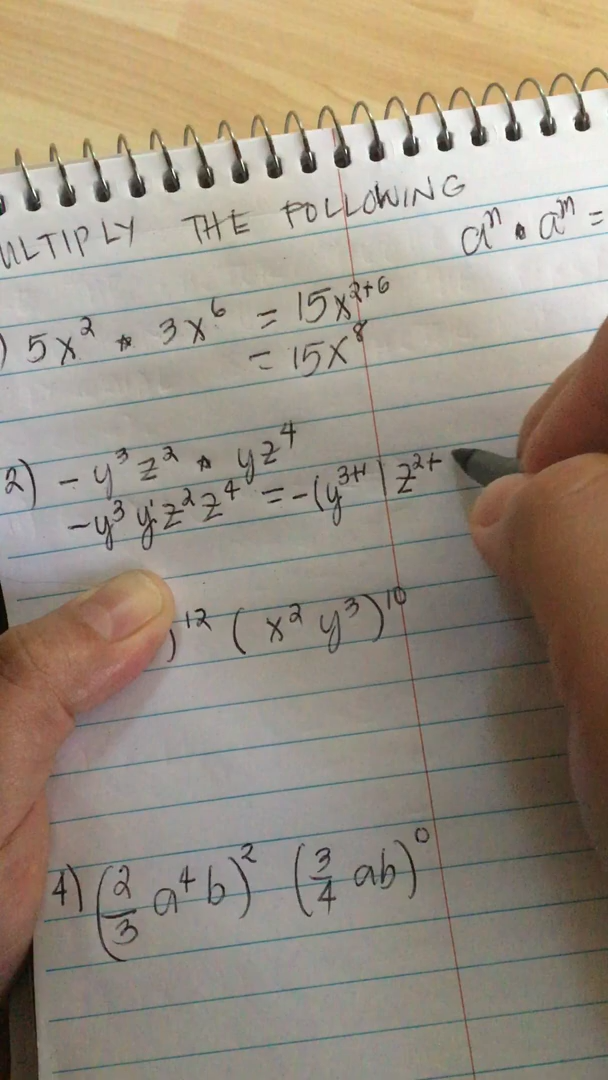 ULTIPLY THE FOLLOWING
aⁿ • aᵐ =
) 5x² * 3x⁶ = 15x²⁺⁶
= 15x⁸
2) -y³z² * yz⁴
-y³y¹z²z⁴ = -(y³⁺¹)z²⁺
)¹² (x²y³)¹⁰
4) (2/3 a⁴b)² (3/4 ab)⁰